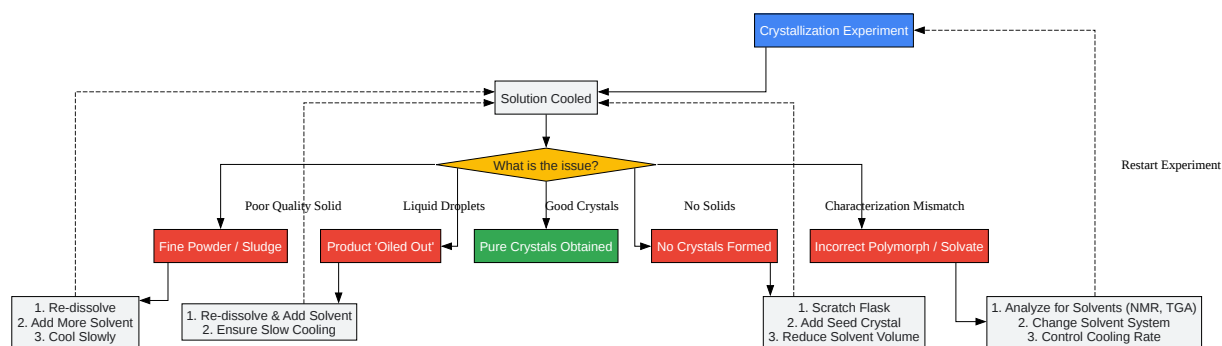 Crystallization Experiment
Solution Cooled
What is the issue?
Restart Experiment
Poor Quality Solid
Liquid Droplets
Good Crystals
No Solids
Characterization Mismatch
Fine Powder / Sludge
Product 'Oiled Out'
Pure Crystals Obtained
No Crystals Formed
Incorrect Polymorph / Solvate
1. Re-dissolve
2. Add More Solvent
3. Cool Slowly
1. Re-dissolve & Add Solvent
2. Ensure Slow Cooling
1. Scratch Flask
2. Add Seed Crystal
3. Reduce Solvent Volume
1. Analyze for Solvents (NMR, TGA)
2. Change Solvent System
3. Control Cooling Rate